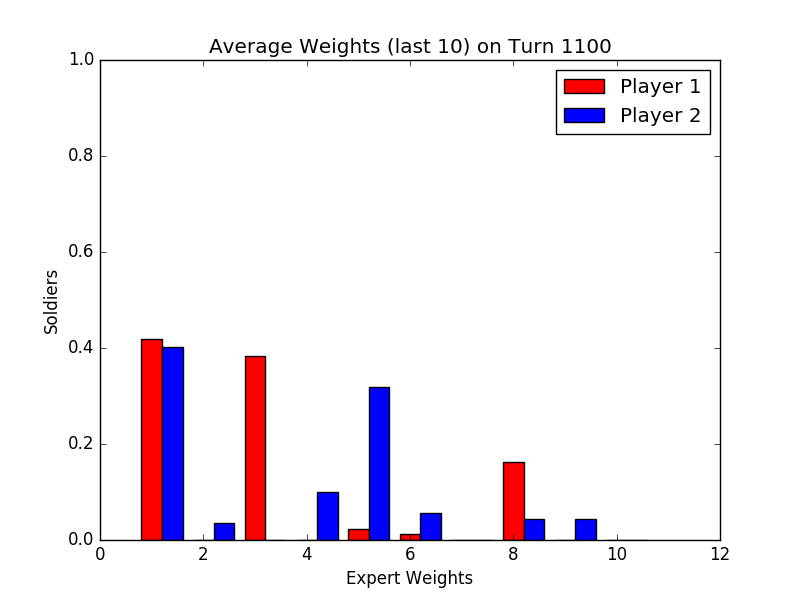 Average Weights (last 10) on Turn 1100
1.0
0.8
0.6
0.4
0.2
0.0
Soldiers
Player 1
Player 2
0 2 4 6 8 10 12
Expert Weights